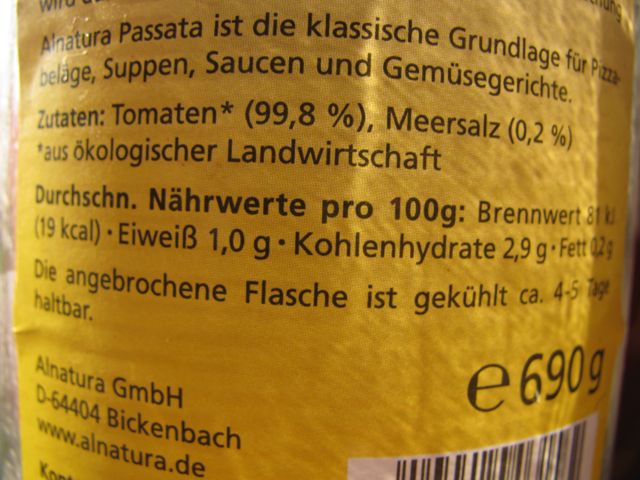 wird
Alnatura Passata ist die klassische Grundlage für Pizza-
beläge, Suppen, Saucen und Gemüsegerichte.
Zutaten: Tomaten* (99,8 %), Meersalz (0,2 %)
*aus ökologischer Landwirtschaft
Durchschn. Nährwerte pro 100g: Brennwert 81 kJ
(19 kcal) · Eiweiß 1,0 g · Kohlenhydrate 2,9 g · Fett 0,2 g
Die angebrochene Flasche ist gekühlt ca. 4-5 Tage
haltbar.
Alnatura GmbH
D-64404 Bickenbach
www.alnatura.de
e 690 g